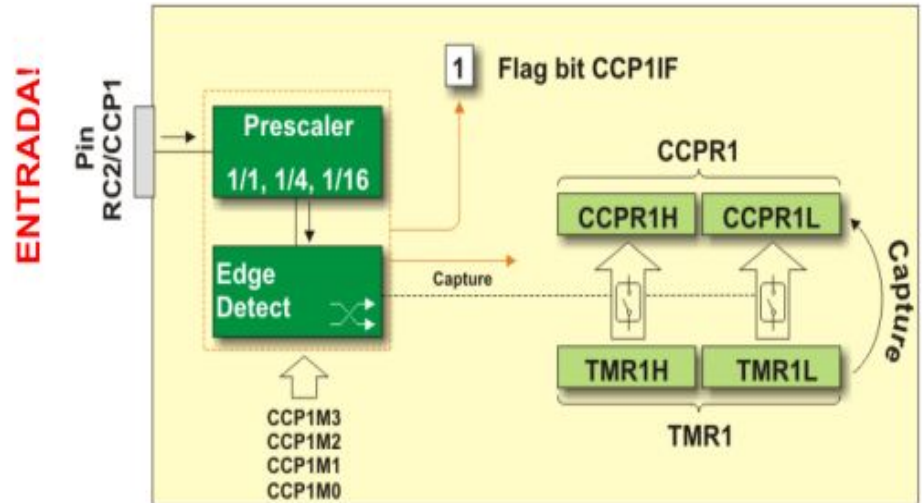 ENTRADA!
Pin
RC2/CCP1
Prescaler
1/1, 1/4, 1/16
Edge
Detect
1 Flag bit CCP1IF
Capture
CCP1M3
CCP1M2
CCP1M1
CCP1M0
CCPR1
CCPR1H CCPR1L
TMR1H TMR1L
TMR1
Capture